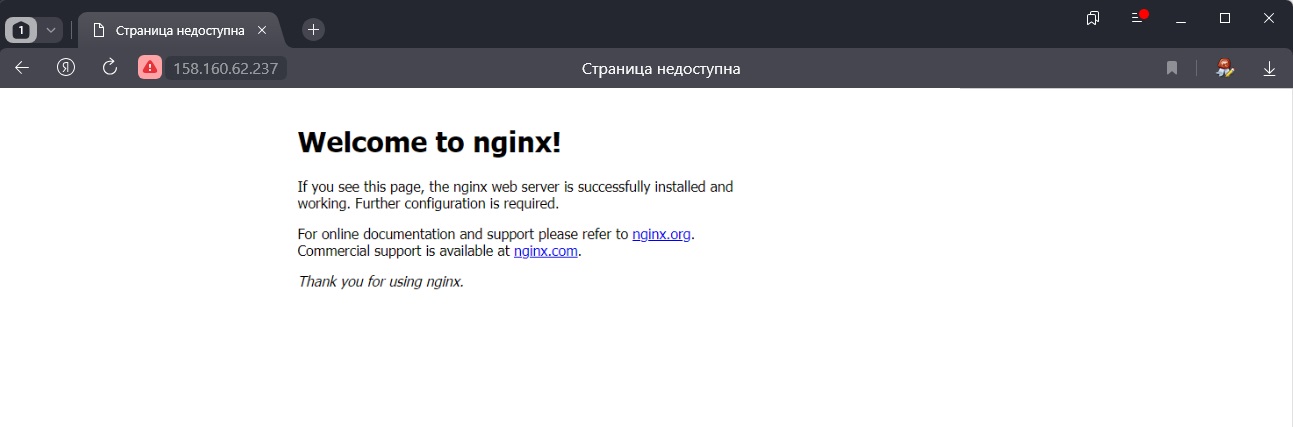 1
Страница недоступна
Я
158.160.62.237
Страница недоступна
Welcome to nginx!
If you see this page, the nginx web server is successfully installed and
working. Further configuration is required.
For online documentation and support please refer to nginx.org.
Commercial support is available at nginx.com.
Thank you for using nginx.